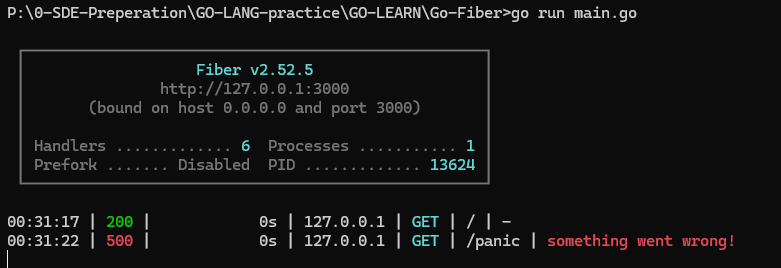 P:\0-SDE-Preperation\GO-LANG-practice\GO-LEARN\Go-Fiber>go run main.go
Fiber v2.52.5
http://127.0.0.1:3000
(bound on host 0.0.0.0 and port 3000)
Handlers ............. 6 Processes ........... 1
Prefork ....... Disabled PID ............. 13624
00:31:17 | 200 | 0s | 127.0.0.1 | GET | / | -
00:31:22 | 500 | 0s | 127.0.0.1 | GET | /panic | something went wrong!